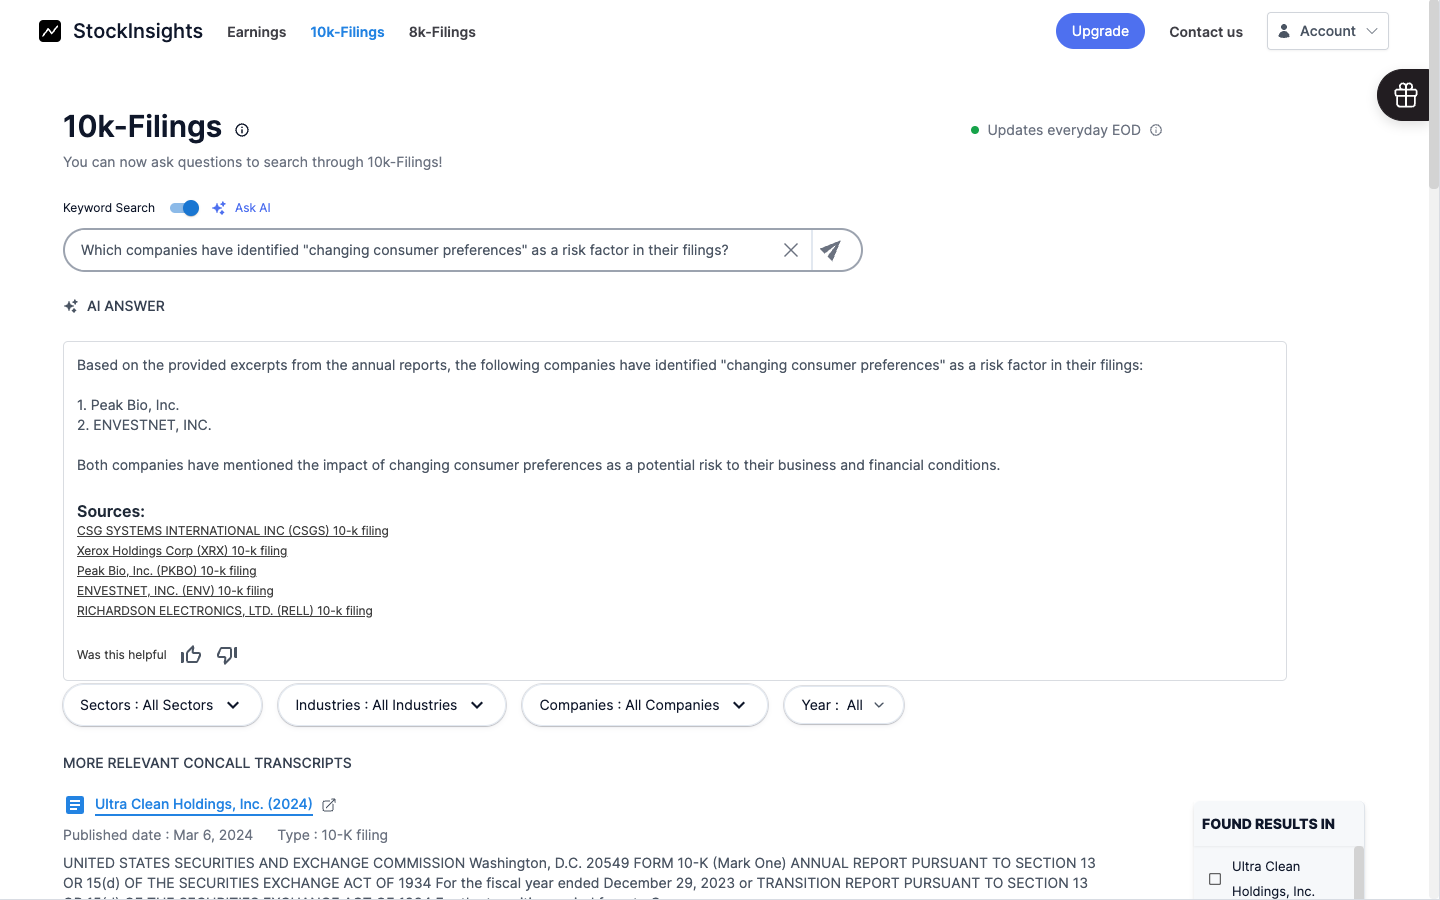 StockInsights
Earnings
10k-Filings
8k-Filings
Upgrade
Contact us
Account
10k-Filings
Updates everyday EOD
You can now ask questions to search through 10k-Filings!
Keyword Search
Ask AI
Which companies have identified "changing consumer preferences" as a risk factor in their filings?
AI ANSWER
Based on the provided excerpts from the annual reports, the following companies have identified "changing consumer preferences" as a risk factor in their filings:
1. Peak Bio, Inc.
2. ENVESTNET, INC.
Both companies have mentioned the impact of changing consumer preferences as a potential risk to their business and financial conditions.
Sources:
CSG SYSTEMS INTERNATIONAL INC (CSGS) 10-k filing
Xerox Holdings Corp (XRX) 10-k filing
Peak Bio, Inc. (PKBO) 10-k filing
ENVESTNET, INC. (ENV) 10-k filing
RICHARDSON ELECTRONICS, LTD. (RELL) 10-k filing
Was this helpful
Sectors : All Sectors
Industries : All Industries
Companies : All Companies
Year : All
MORE RELEVANT CONCALL TRANSCRIPTS
Ultra Clean Holdings, Inc. (2024)
Published date : Mar 6, 2024
Type : 10-K filing
UNITED STATES SECURITIES AND EXCHANGE COMMISSION Washington, D.C. 20549 FORM 10-K (Mark One) ANNUAL REPORT PURSUANT TO SECTION 13
OR 15(d) OF THE SECURITIES EXCHANGE ACT OF 1934 For the fiscal year ended December 29, 2023 or TRANSITION REPORT PURSUANT TO SECTION 13
FOUND RESULTS IN
Ultra Clean
Holdings, Inc.